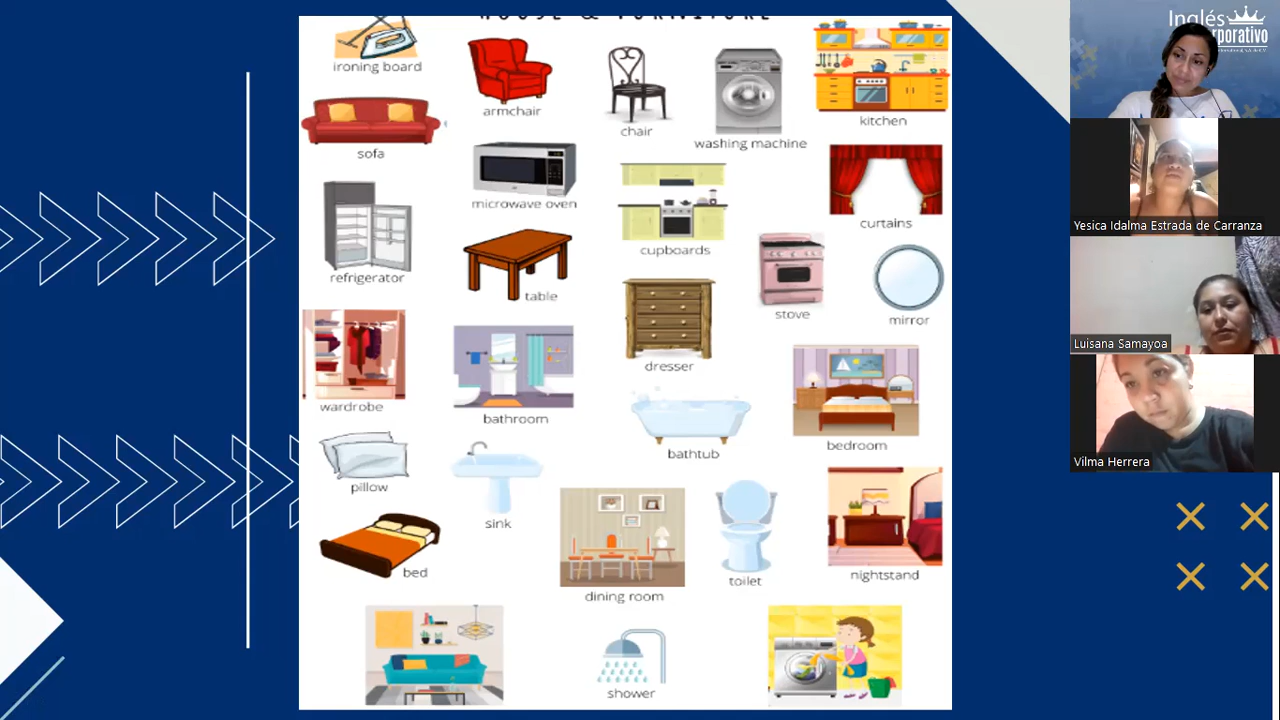 HOUSE & FURNITURE
ironing board
armchair
chair
washing machine
kitchen
sofa
microwave oven
cupboards
curtains
refrigerator
table
dresser
stove
mirror
wardrobe
bathroom
bathtub
bedroom
pillow
sink
dining room
toilet
nightstand
bed
shower
Inglés
Yesica Idalma Estrada de Carranza
Luisana Samayoa
Vilma Herrera